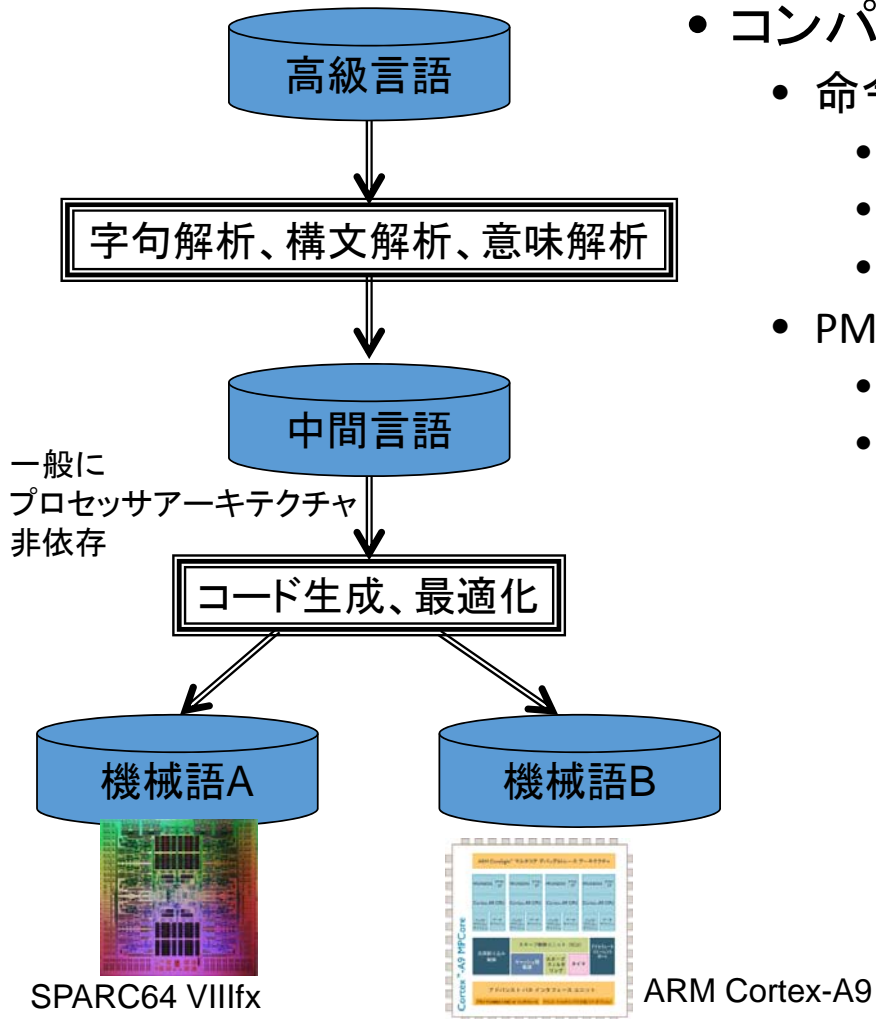 高級言語
字句解析、構文解析、意味解析
中間言語
一般に
プロセッサアーキテクチャ
非依存
コード生成、最適化
機械語A
機械語B
SPARC64 VIIIfx
Cortex™-A9 MPCore
ARM Cortex-A9
• コンパ
• 命令
•
•
•
• PM
•
•